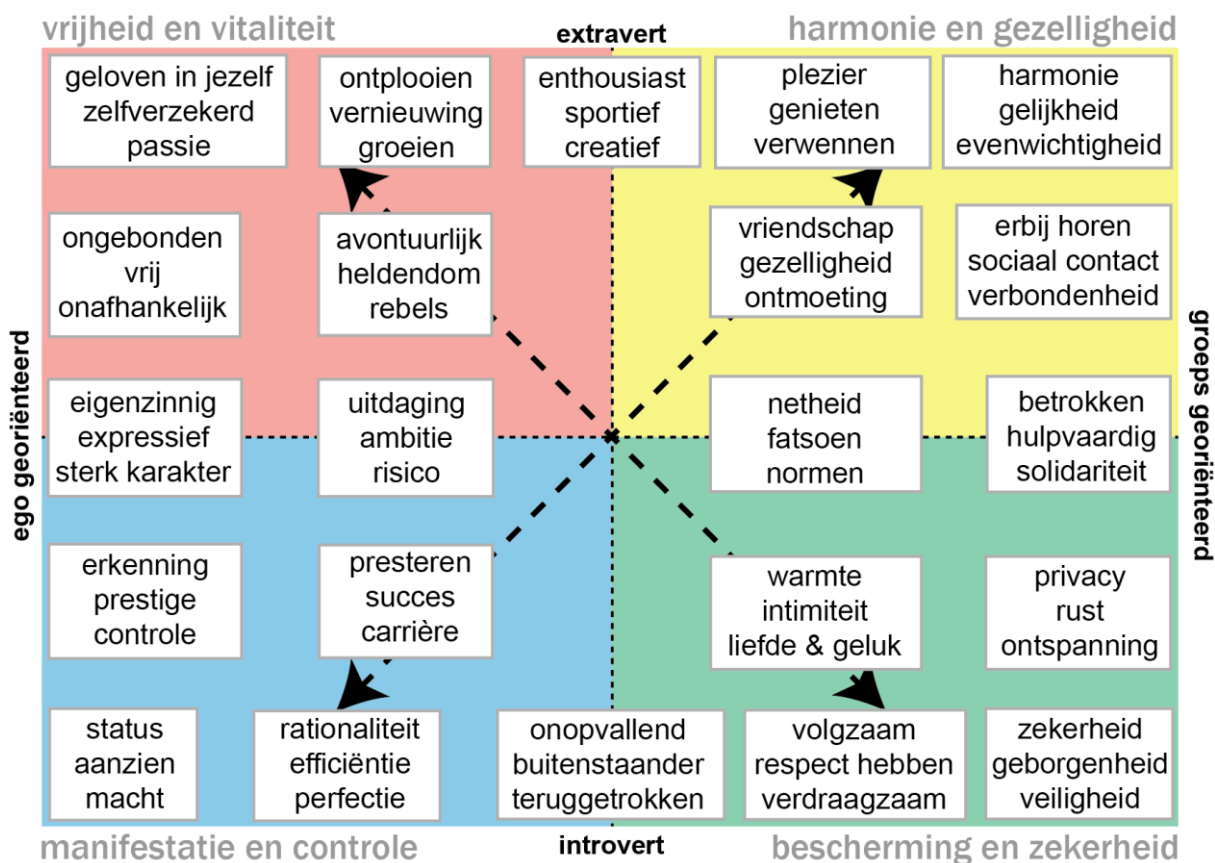 vrijheid en vitaliteit
extravert
harmonie en gezelligheid
geloven in jezelf
zelfverzekerd
passie
ontplooien
vernieuwing
groeien
enthousiast
sportief
creatief
plezier
genieten
verwennen
harmonie
gelijkheid
evenwichtigheid
ongebonden
vrij
onafhankelijk
avontuurlijk
heldendom
rebels
vriendschap
gezelligheid
ontmoeting
erbij horen
sociaal contact
verbondenheid
ego georiënteerd
groeps georiënteerd
eigenzinnig
expressief
sterk karakter
uitdaging
ambitie
risico
netheid
fatsoen
normen
betrokken
hulpvaardig
solidariteit
erkenning
prestige
controle
presteren
succes
carrière
warmte
intimiteit
liefde & geluk
privacy
rust
ontspanning
status
aanzien
macht
rationaliteit
efficiëntie
perfectie
onopvallend
buitenstaander
teruggetrokken
volgzaam
respect hebben
verdraagzaam
zekerheid
geborgenheid
veiligheid
manifestatie en controle
introvert
bescherming en zekerheid